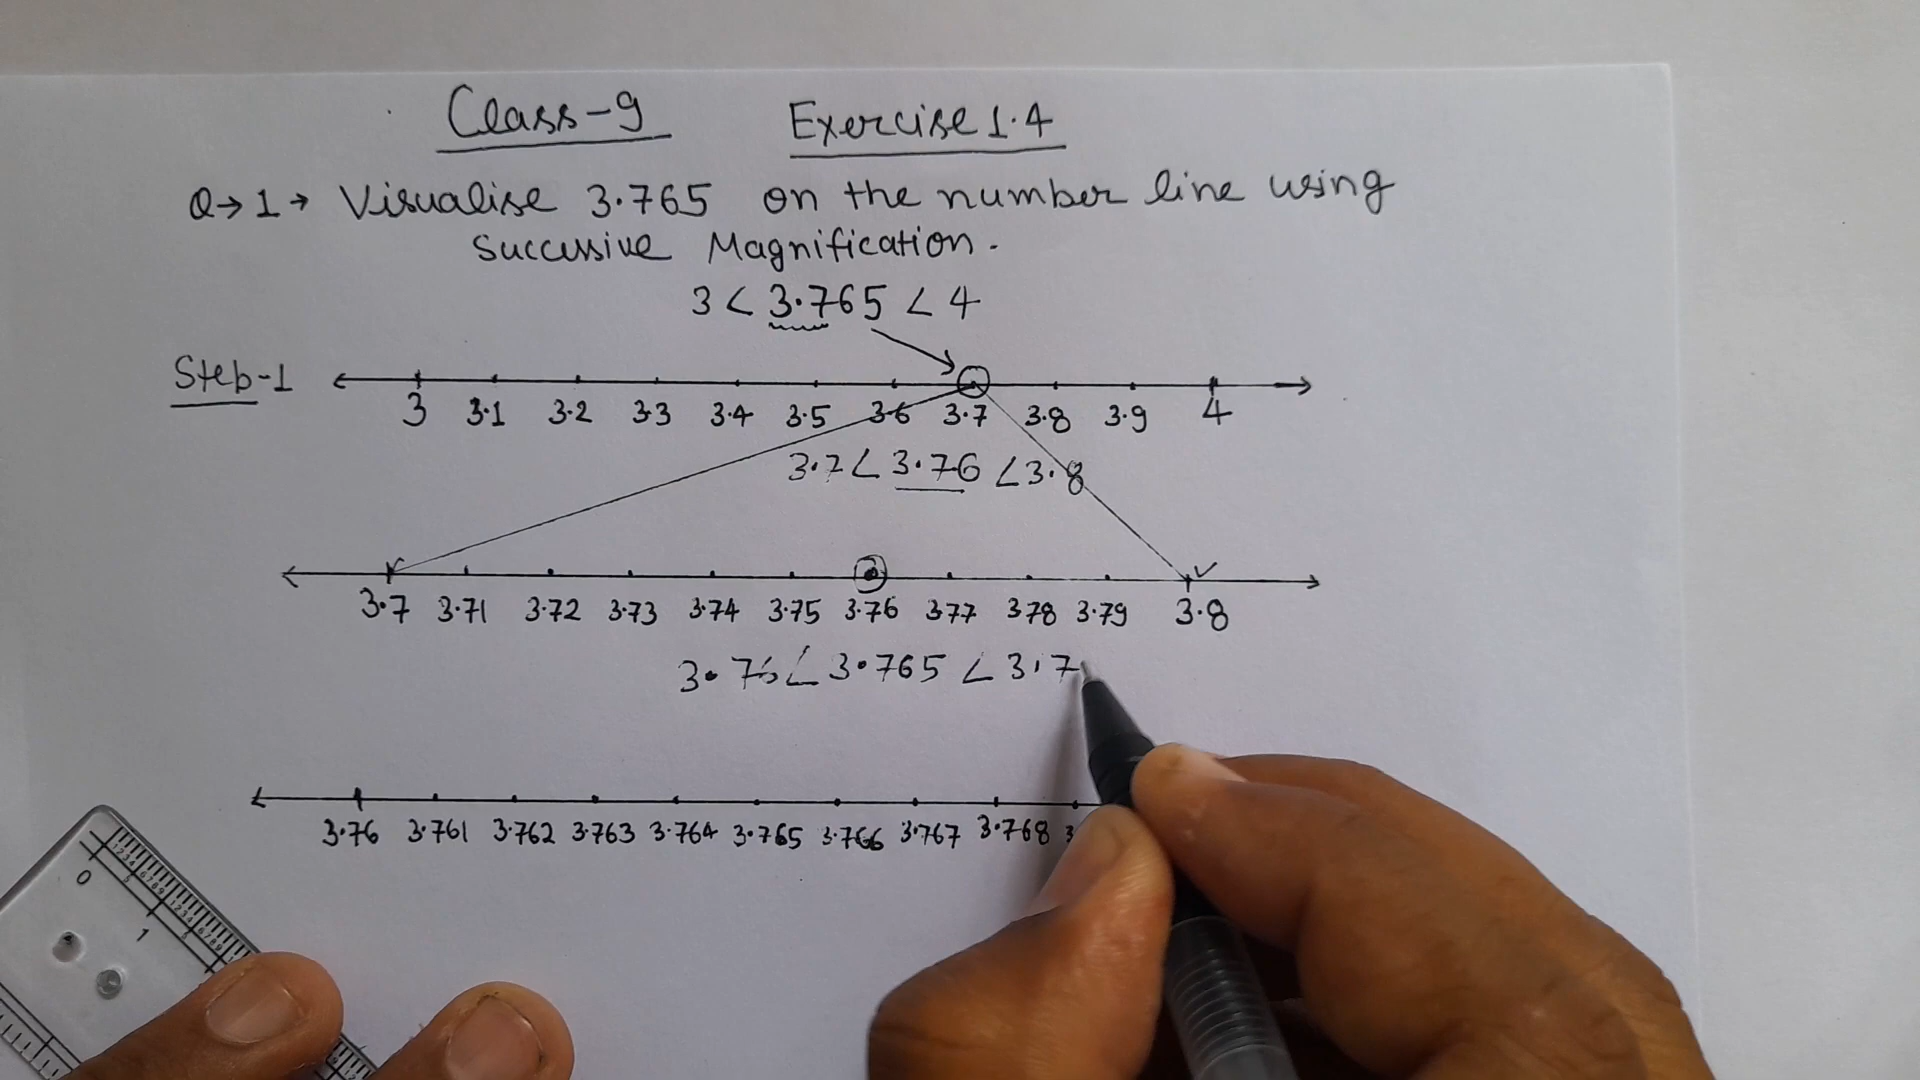 Class-9 Exercise 1.4
Q→1→ Visualise 3.765 on the number line using
Successive Magnification.
3 < 3.765 < 4
Steb-1
3 3.1 3.2 3.3 3.4 3.5 3.6 3.7 3.8 3.9 4
3.7 < 3.76 < 3.8
3.7 3.71 3.72 3.73 3.74 3.75 3.76 3.77 3.78 3.79 3.8
3.76 < 3.765 < 3.7
3.76 3.761 3.762 3.763 3.764 3.765 3.766 3.767 3.768 3
0 1